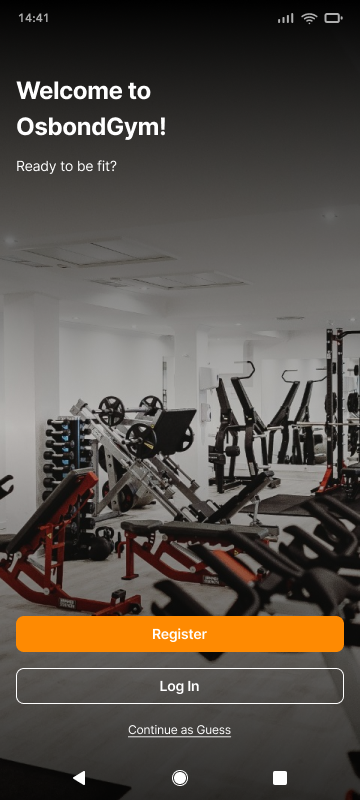 14:41
Welcome to
OsbondGym!
Ready to be fit?
Register
Log In
Continue as Guess